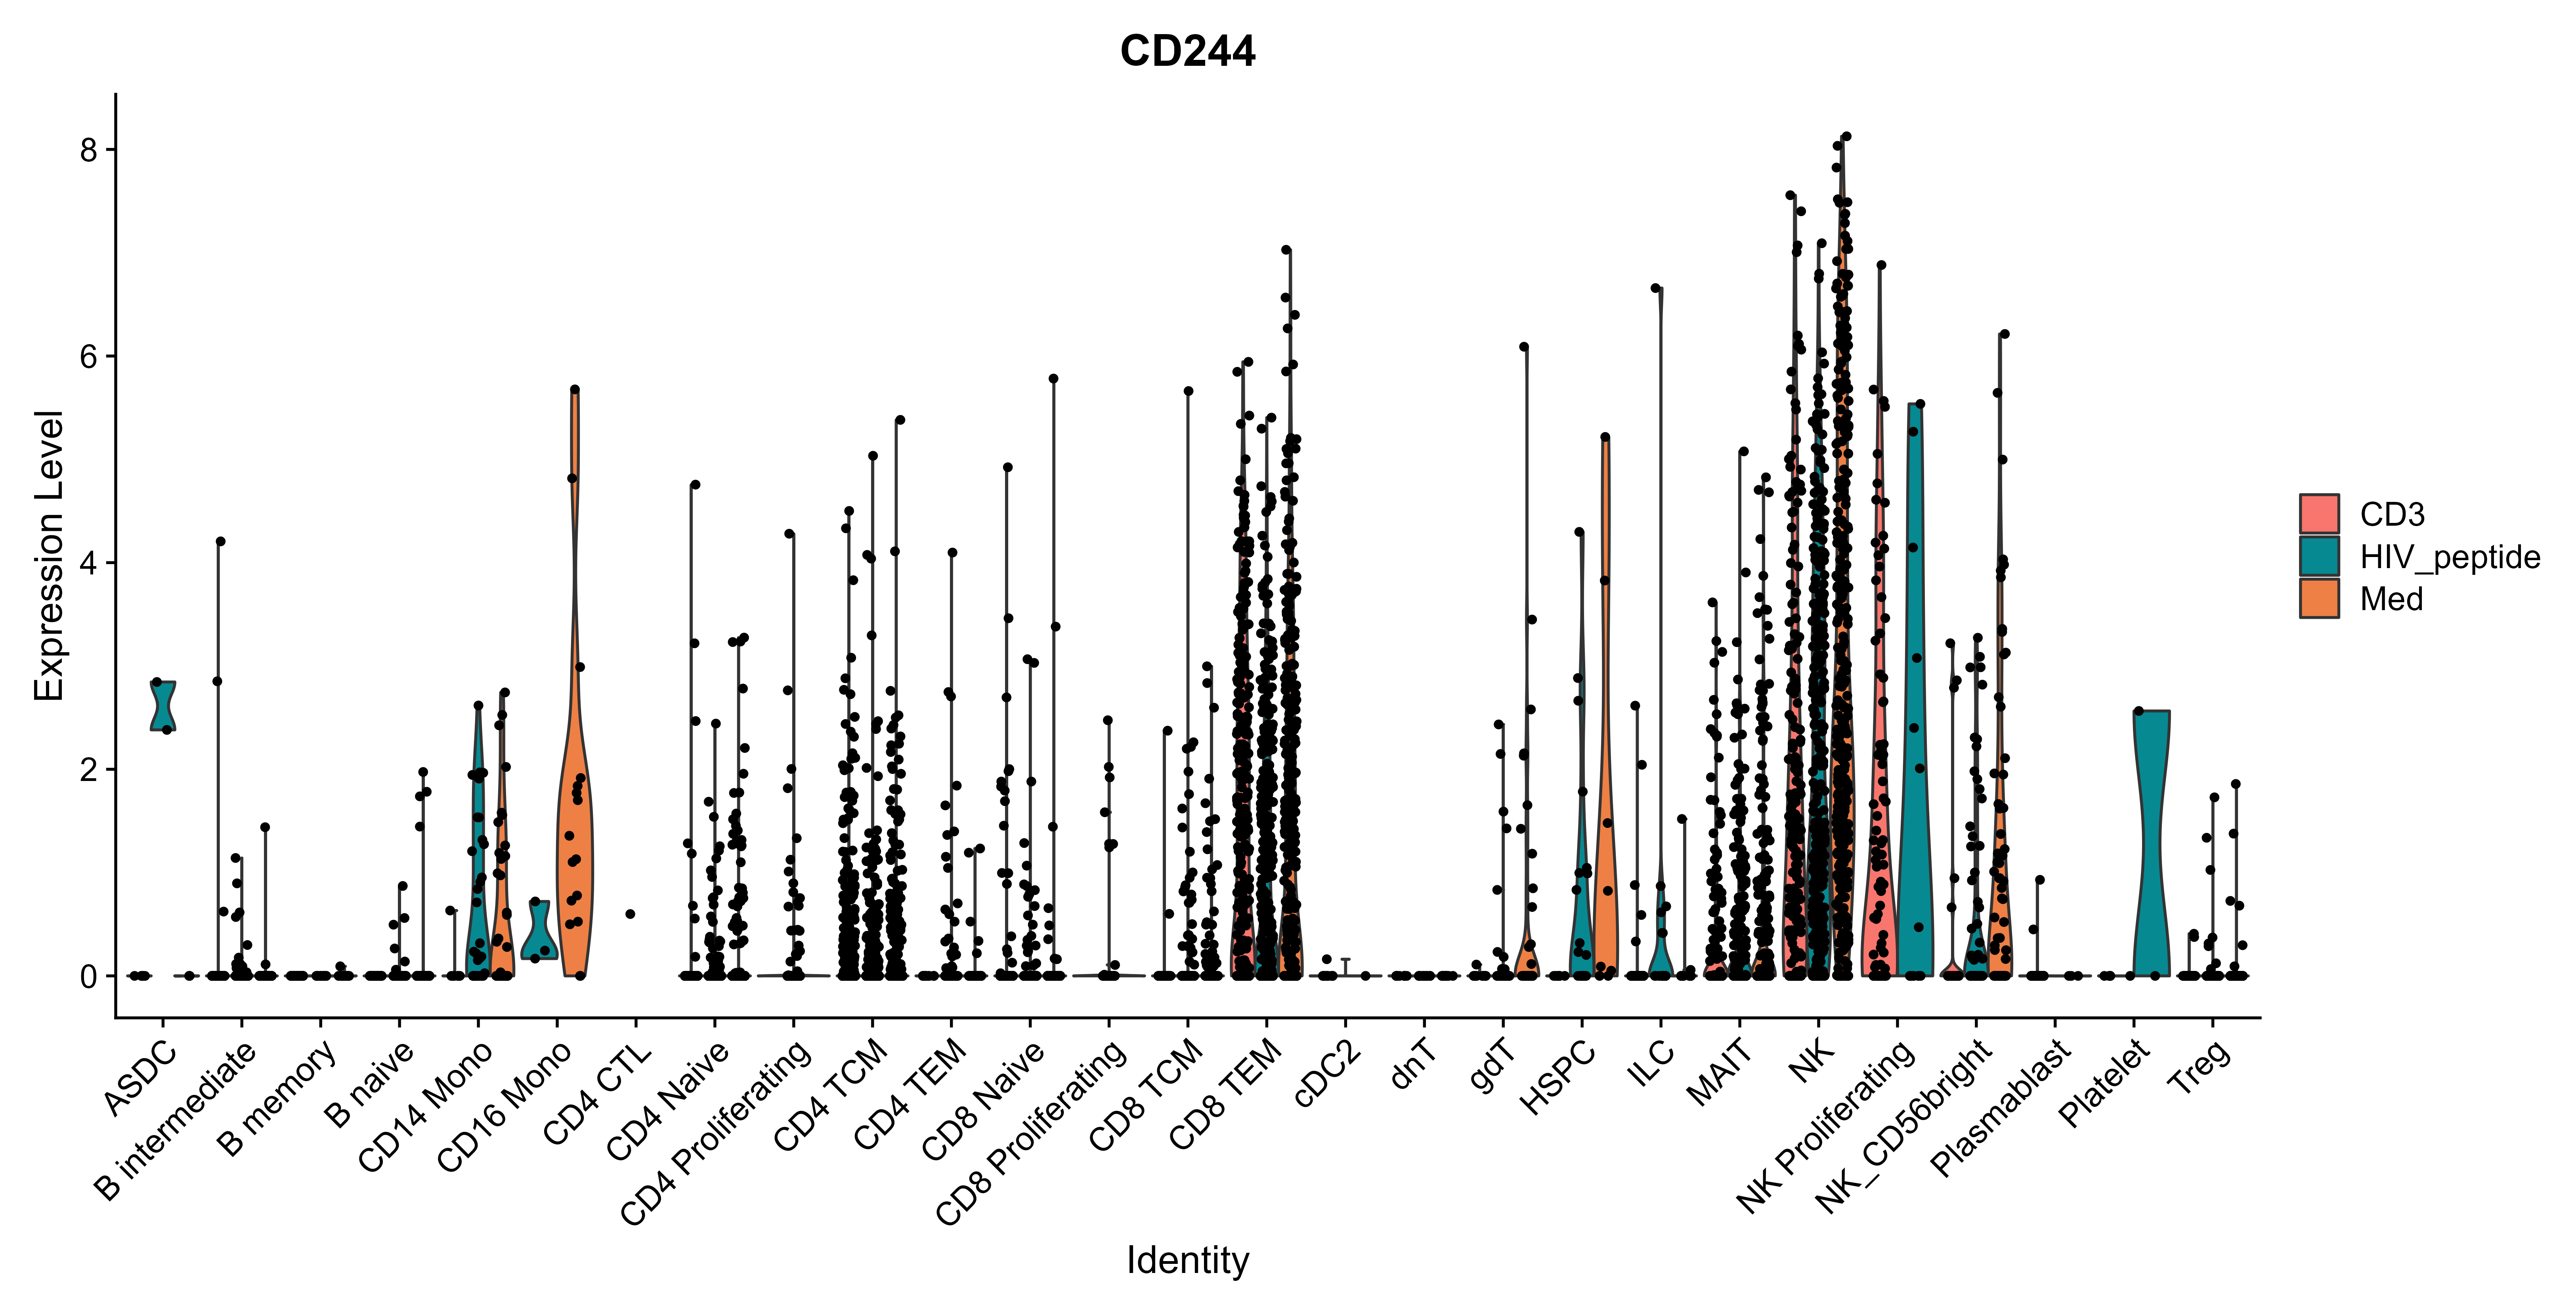 CD244
Expression Level
8
6
4
2
0
CD3
HIV_peptide
Med
ASDC
B intermediate
B memory
B naive
CD14 Mono
CD16 Mono
CD4 CTL
CD4 Naive
CD4 Proliferating
CD4 TCM
CD4 TEM
CD8 Naive
CD8 Proliferating
CD8 TCM
CD8 TEM
cDC2
dnT
gdT
HSPC
ILC
MAIT
NK
NK Proliferating
NK_CD56bright
Plasmablast
Platelet
Treg
Identity